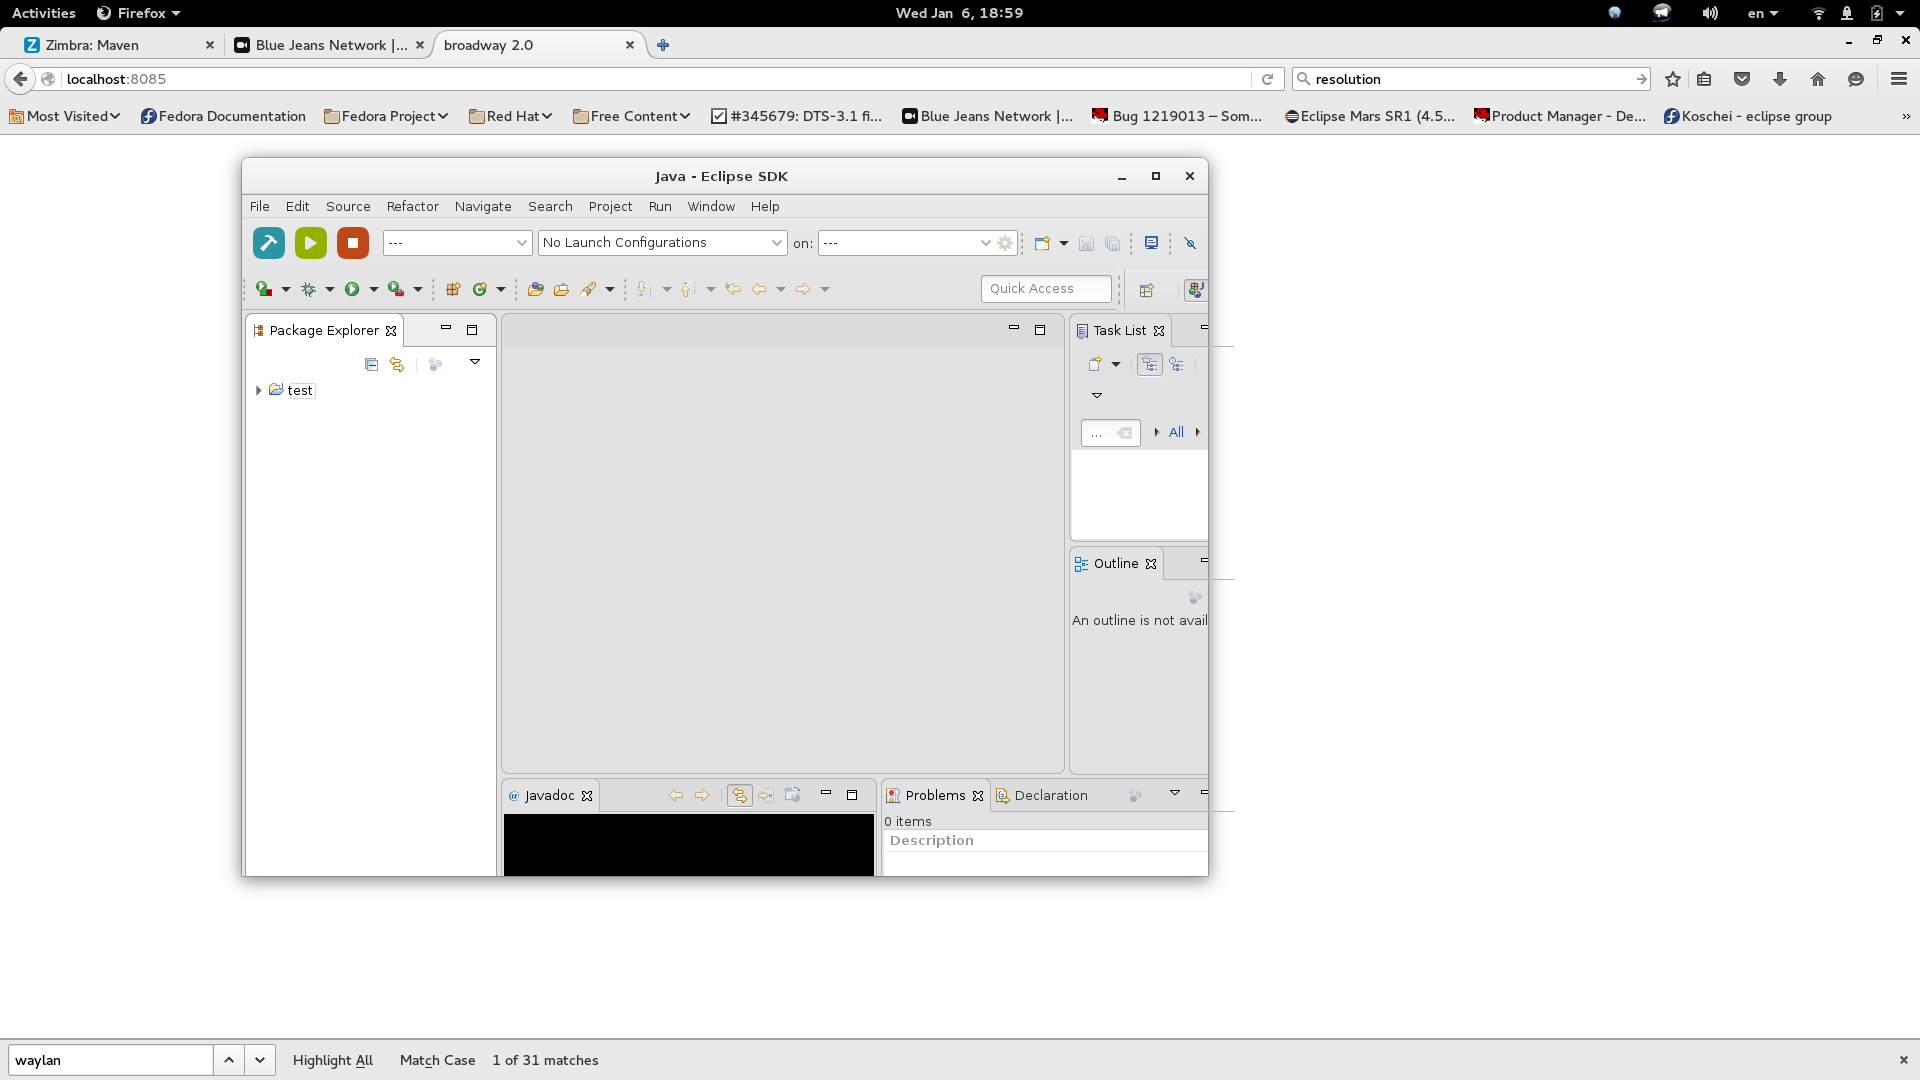 Activities Firefox Wed Jan 6, 18:59 en
Zimbra: Maven Blue Jeans Network |... broadway 2.0
localhost:8085 resolution
Most Visited Fedora Documentation Fedora Project Red Hat Free Content #345679: DTS-3.1 fi... Blue Jeans Network |... Bug 1219013 — Som... Eclipse Mars SR1 (4.5... Product Manager - De... Koschei - eclipse group »
Java - Eclipse SDK
File Edit Source Refactor Navigate Search Project Run Window Help
--- No Launch Configurations on: ---
Quick Access
Package Explorer Task List
test
... All
Outline
An outline is not avail
@ Javadoc Problems Declaration
0 items
Description
waylan Highlight All Match Case 1 of 31 matches